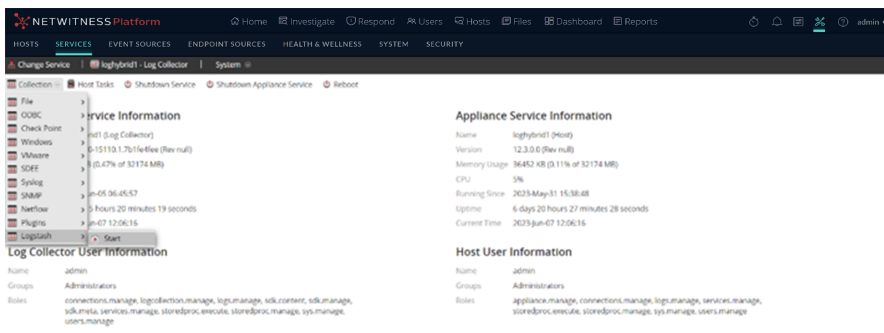 NETWITNESS Platform Home Investigate Respond Users Hosts Files Dashboard Reports admin
HOSTS SERVICES EVENT SOURCES ENDPOINT SOURCES HEALTH & WELLNESS SYSTEM SECURITY
Change Service loghybrid1 - Log Collector System
Collection Host Tasks Shutdown Service Shutdown Appliance Service Reboot
File
ODBC
Check Point
Windows
VMware
SDEE
Syslog
SNMP
Netflow
Plugins
Logstash
Start
rvice Information
rid1 (Log Collector)
(0.47% of 32174 MB)
06:45:57
hours 20 minutes 19 seconds
12:06:16
Appliance Service Information
Name loghybrid1 (Host)
Version 12.3.0.0 (Rev null)
Memory Usage 36452 KB (0.11% of 32174 MB)
CPU 5%
Running Since 2023-May-31 15:38:48
Uptime 6 days 20 hours 27 minutes 28 seconds
Current Time 2023-Jun-07 12:06:16
Log Collector User Information
Name admin
Groups Administrators
Roles connections.manage, logcollection.manage, logs.manage, sdk.content, sdk.manage,
sdk.meta, services.manage, storedproc.execute, storedproc.manage, sys.manage,
users.manage
Host User Information
Name admin
Groups Administrators
Roles appliance.manage, connections.manage, logs.manage, services.manage,
storedproc.execute, storedproc.manage, sys.manage, users.manage